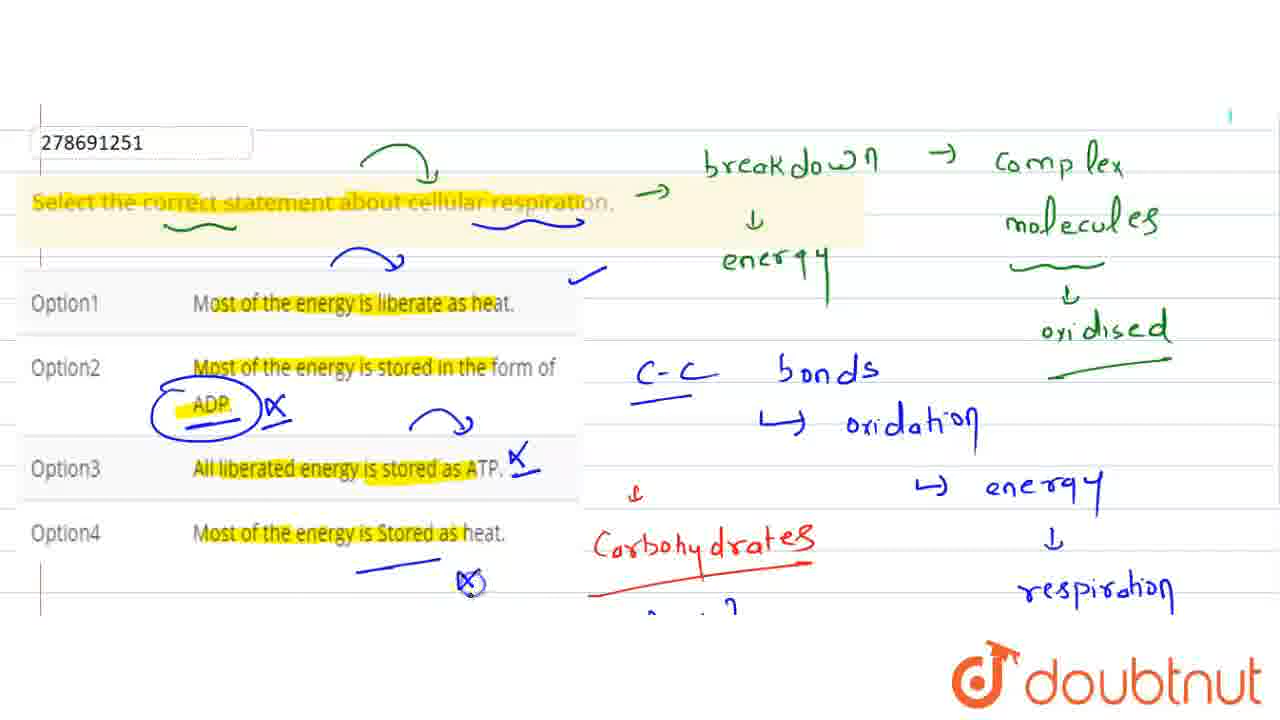 278691251
Select the correct statement about cellular respiration.
Option1 Most of the energy is liberate as heat.
Option2 Most of the energy is stored in the form of
ADP.
Option3 All liberated energy is stored as ATP.
Option4 Most of the energy is Stored as heat.
→ breakdown → complex
molecules
↓
energy
↓
oxidised
C-C bonds
↳ oxidation
↳ energy
↓
Carbohydrates
↓
respiration
doubtnut